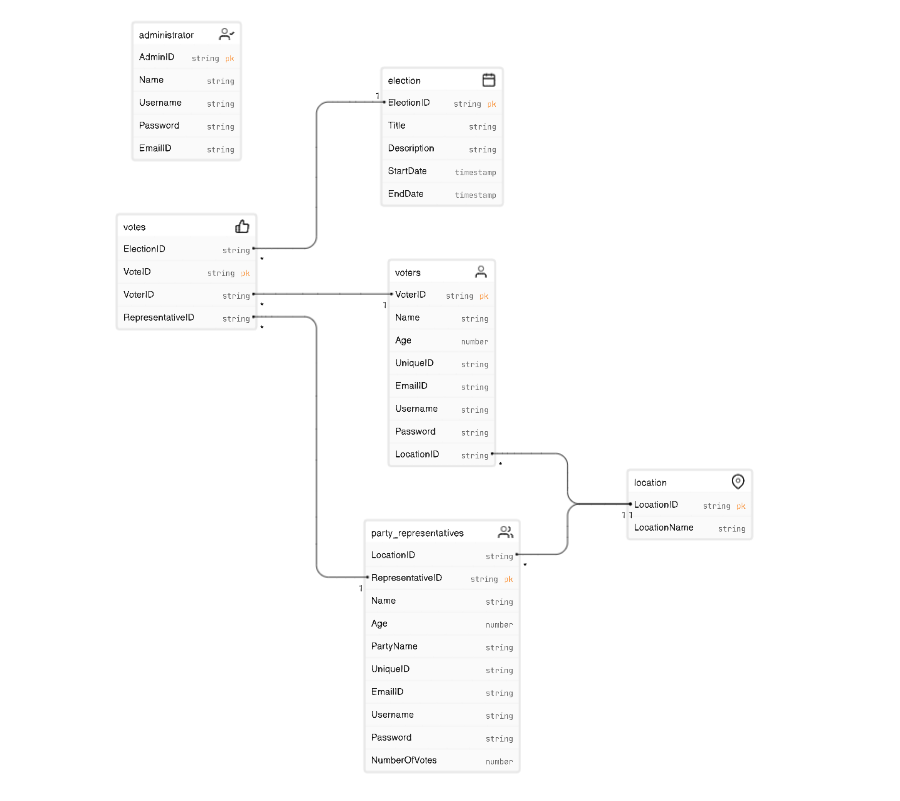 administrator
AdminID string pk
Name string
Username string
Password string
EmailID string
election
1
ElectionID string pk
Title string
Description string
StartDate timestamp
EndDate timestamp
votes
ElectionID string
*
VoteID string pk
VoterID string
*
RepresentativeID string
*
voters
VoterID string pk
1
Name string
Age number
UniqueID string
EmailID string
Username string
Password string
LocationID string
*
location
LocationID string pk
1 1
LocationName string
party_representatives
LocationID string
*
RepresentativeID string pk
1
Name string
Age number
PartyName string
UniqueID string
EmailID string
Username string
Password string
NumberOfVotes number